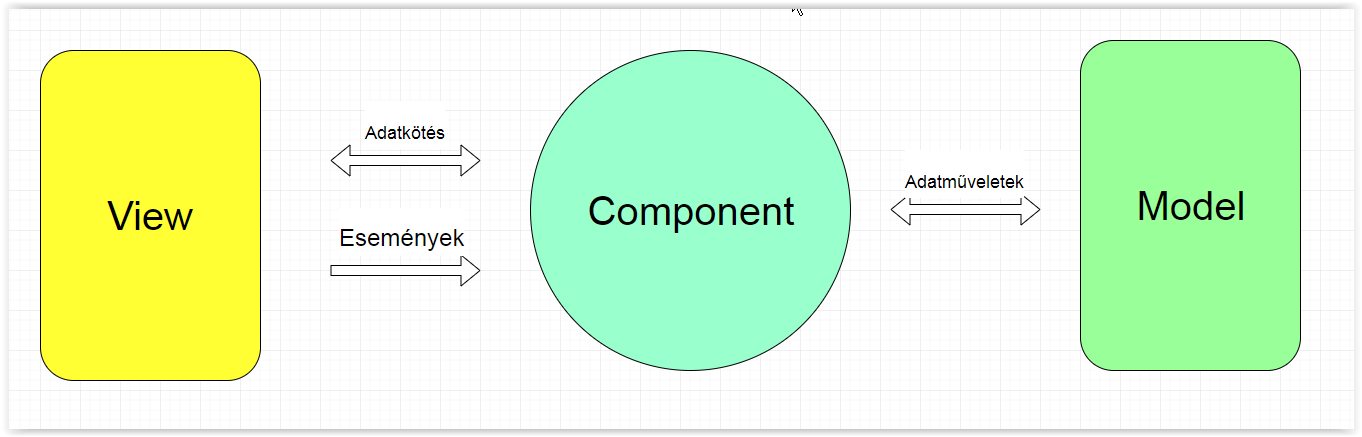 View
Adatkötés
Események
Component
Adatműveletek
Model